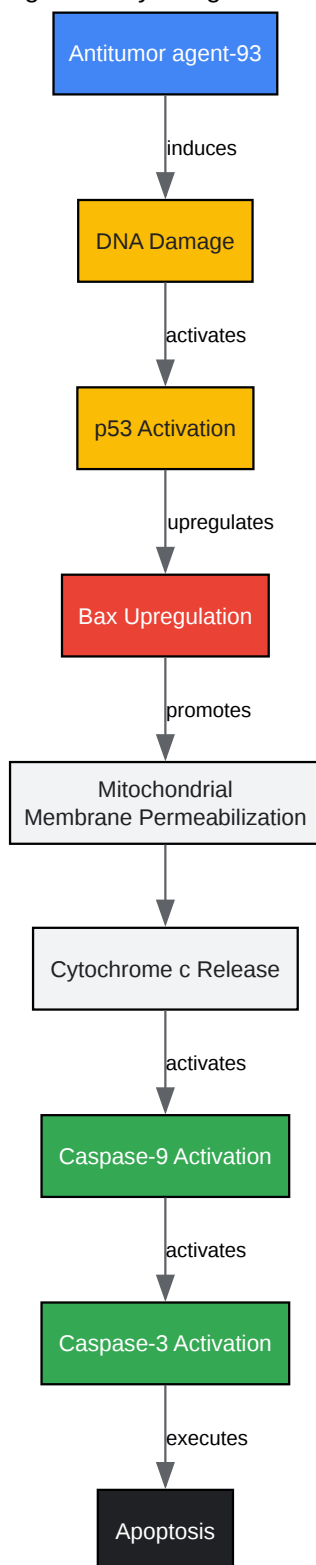 Antitumor agent-93
induces
DNA Damage
activates
p53 Activation
upregulates
Bax Upregulation
promotes
Mitochondrial
Membrane Permeabilization
Cytochrome c Release
activates
Caspase-9 Activation
activates
Caspase-3 Activation
executes
Apoptosis